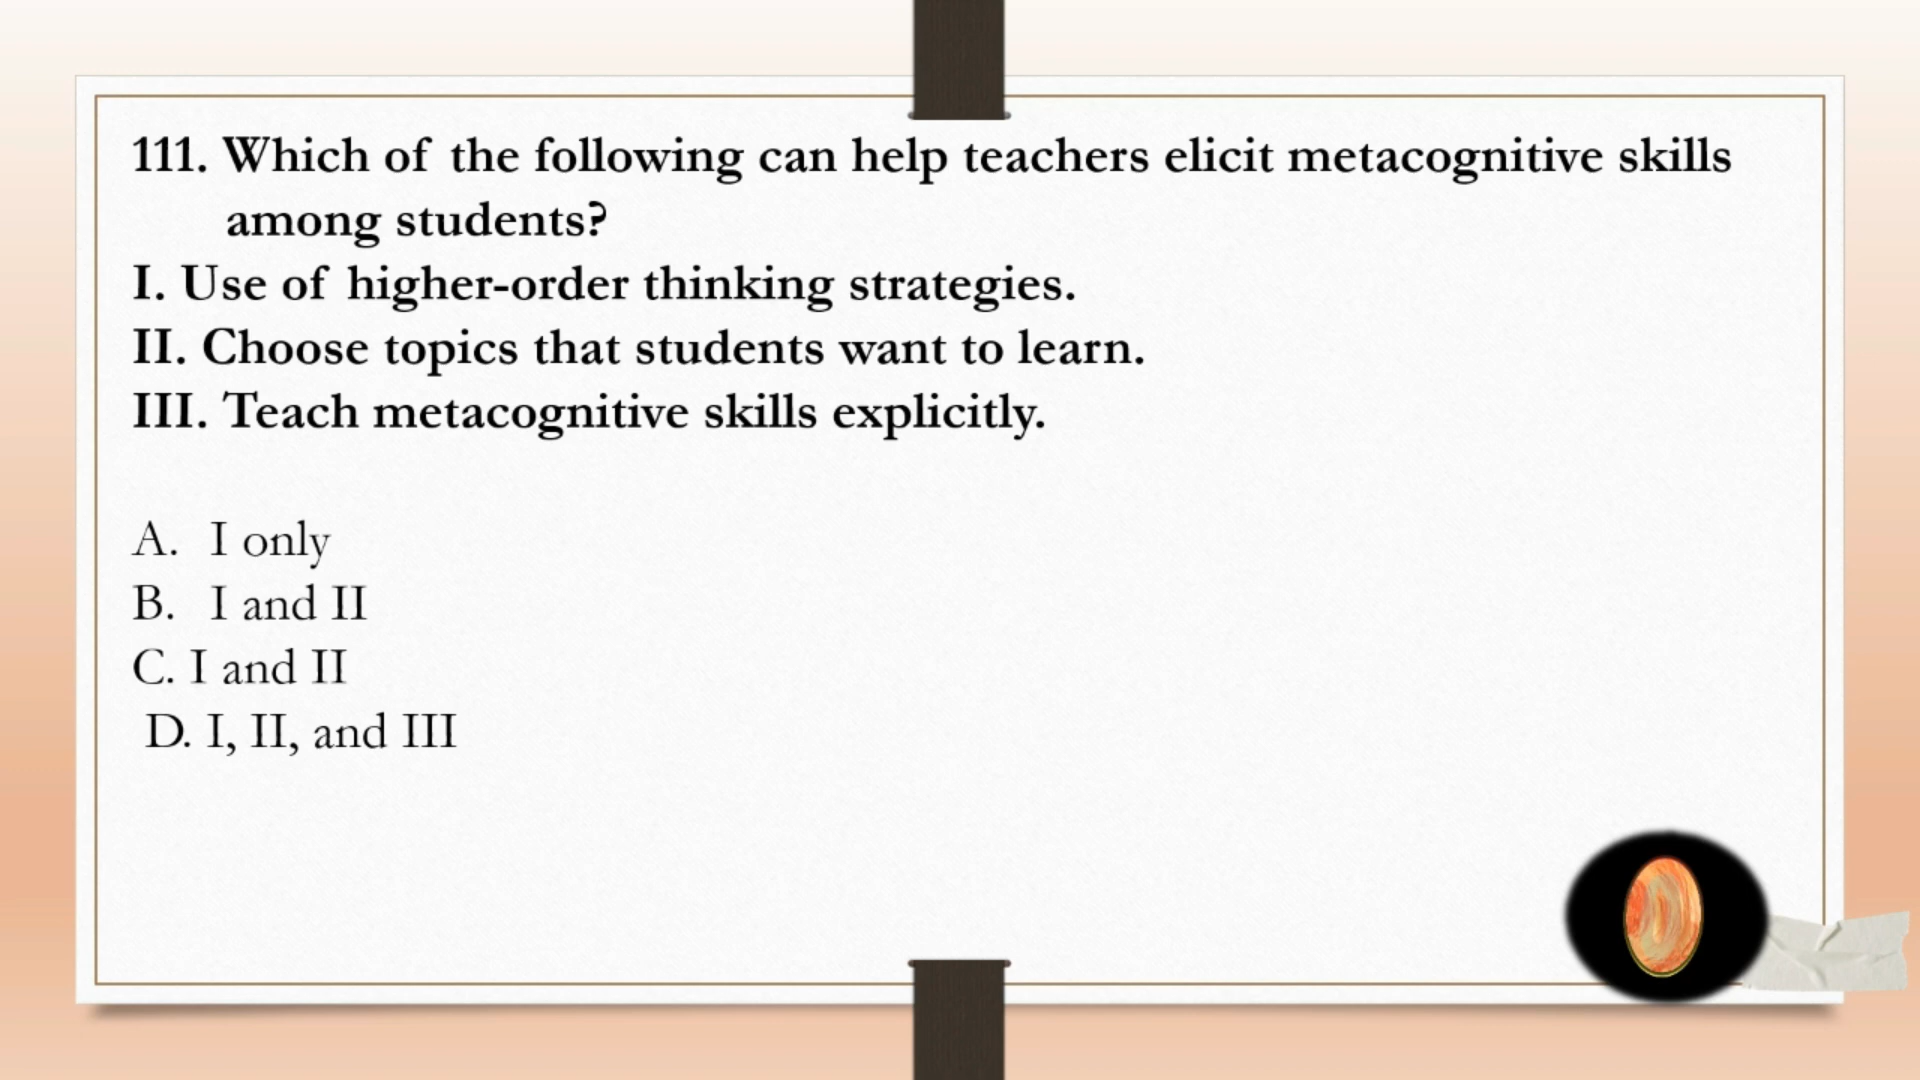 111. Which of the following can help teachers elicit metacognitive skills
among students?
I. Use of higher-order thinking strategies.
II. Choose topics that students want to learn.
III. Teach metacognitive skills explicitly.
A. I only
B. I and II
C. I and II
D. I, II, and III